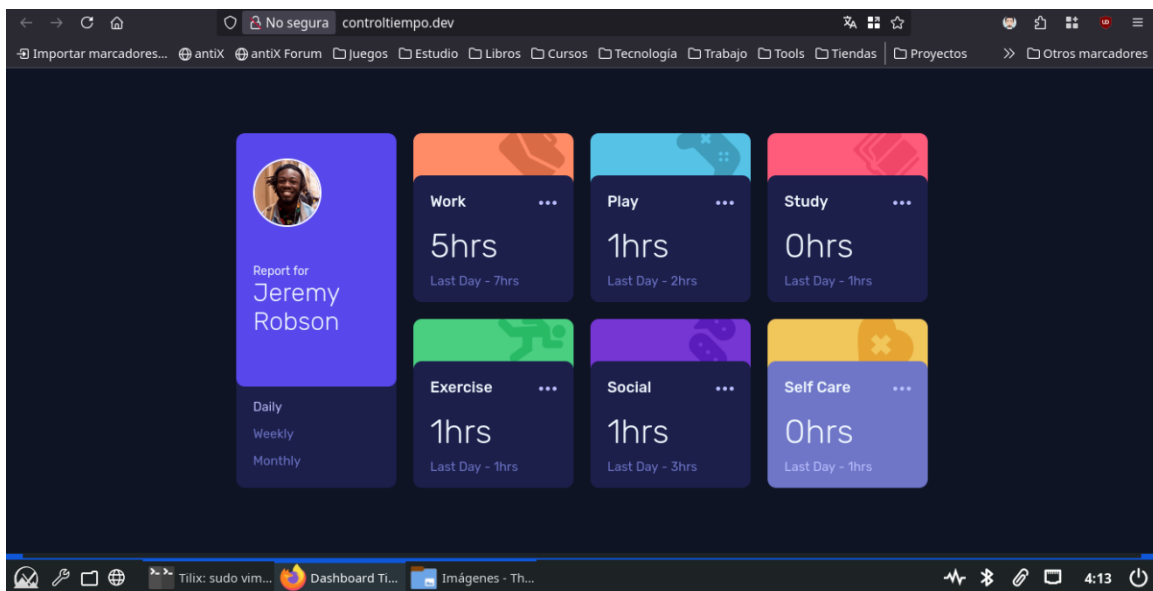 No segura controltiempo.dev
Importar marcadores... antiX antiX Forum Juegos Estudio Libros Cursos Tecnología Trabajo Tools Tiendas Proyectos Otros marcadores
Report for
Jeremy
Robson
Daily
Weekly
Monthly
Work
5hrs
Last Day - 7hrs
Play
1hrs
Last Day - 2hrs
Study
0hrs
Last Day - 1hrs
Exercise
1hrs
Last Day - 1hrs
Social
1hrs
Last Day - 3hrs
Self Care
0hrs
Last Day - 1hrs
Tilix: sudo vim... Dashboard Ti... Imágenes - Th... 4:13